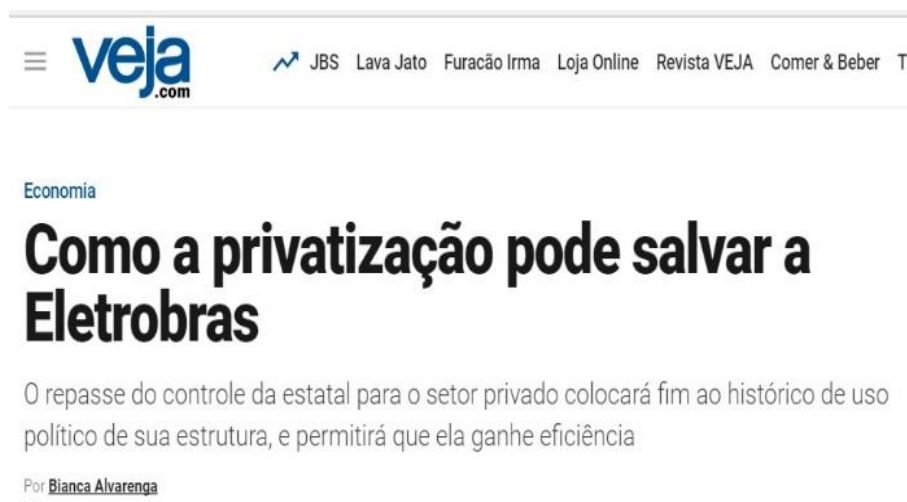 veja
.com
JBS Lava Jato Furacão Irma Loja Online Revista VEJA Comer & Beber T
Economia
Como a privatização pode salvar a
Eletrobras
O repasse do controle da estatal para o setor privado colocará fim ao histórico de uso
político de sua estrutura, e permitirá que ela ganhe eficiência
Por Bianca Alvarenga